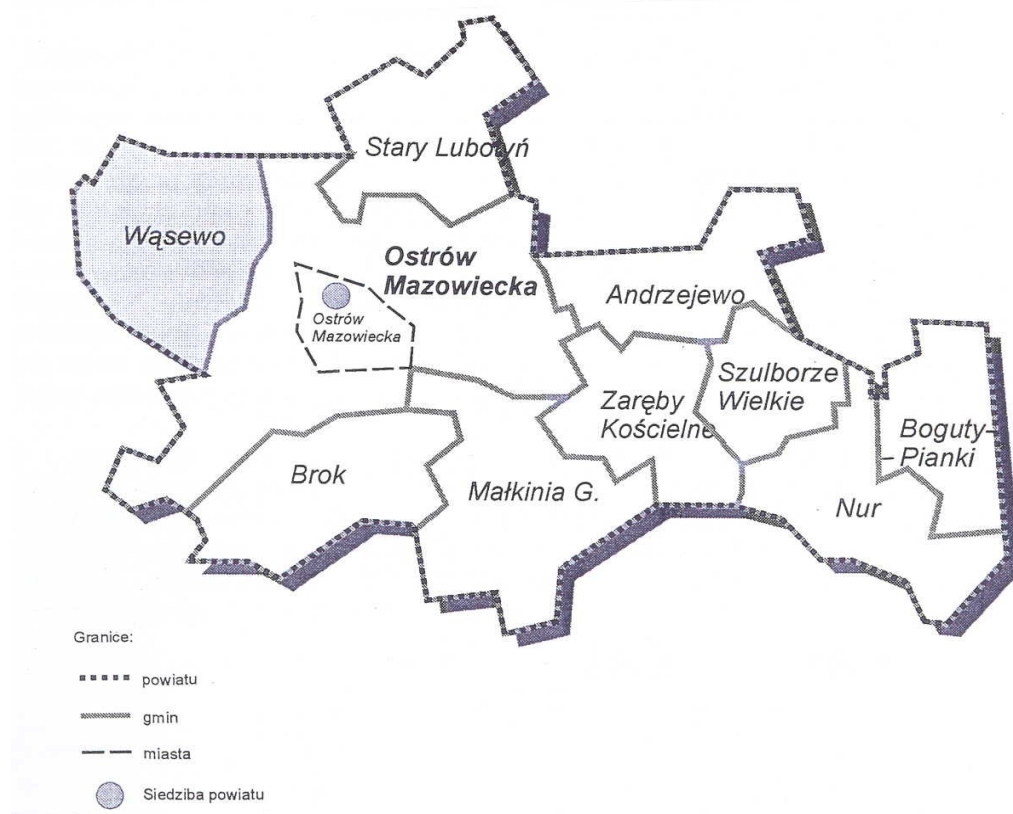 Stary Lubotyń
Wąsewo
Ostrów
Mazowiecka
Andrzejewo
Ostrów
Mazowiecka
Szulborze
Wielkie
Zaręby
Kościelne
Boguty-
- Pianki
Brok
Małkinia G.
Nur
Granice:
powiatu
gmin
miasta
Siedziba powiatu